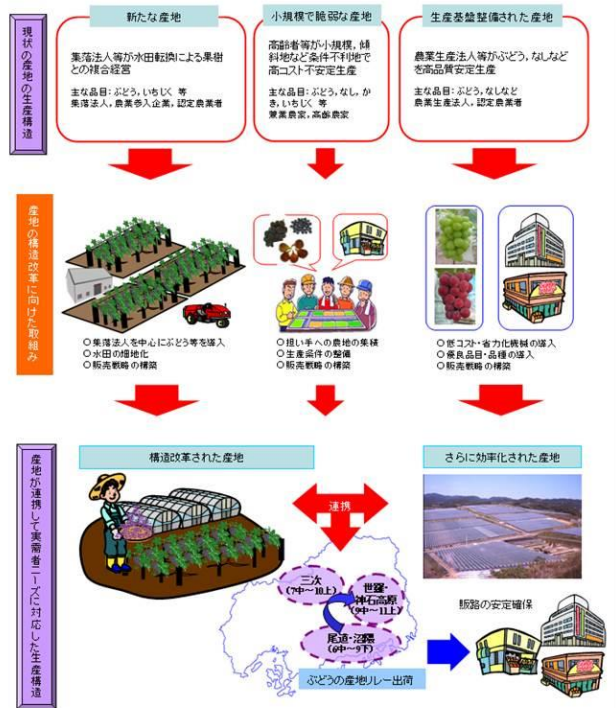 現状の産地の生産構造
新たな産地
集落法人等が水田転換による果樹
との複合経営
主な品目：ぶどう，いちじく 等
集落法人，農業参入企業，認定農業者
小規模で脆弱な産地
高齢者等が小規模，傾
斜地など条件不利地で
高コスト不安定生産
主な品目：ぶどう，なし，か
き，いちじく 等
兼業農家，高齢農家
生産基盤整備された産地
農業生産法人等がぶどう，なしなど
を高品質安定生産
主な品目：ぶどう，なしなど
農業生産法人，認定農業者
産地の構造改革に向けた取組み
○集落法人を中心にぶどう等を導入
○水田の畑地化
○販売戦略の構築
○担い手への農地の集積
○生産条件の整備
○販売戦略の構築
○低コスト・省力化機械の導入
○優良品目・品種の導入
○販売戦略の構築
産地が連携して実需者ニーズに対応した生産構造
構造改革された産地
さらに効率化された産地
連携
三次
(7中～10上)
世羅・
神石高原
(9中～11上)
尾道・沼隈
(6中～9下)
ぶどうの産地リレー出荷
販路の安定確保